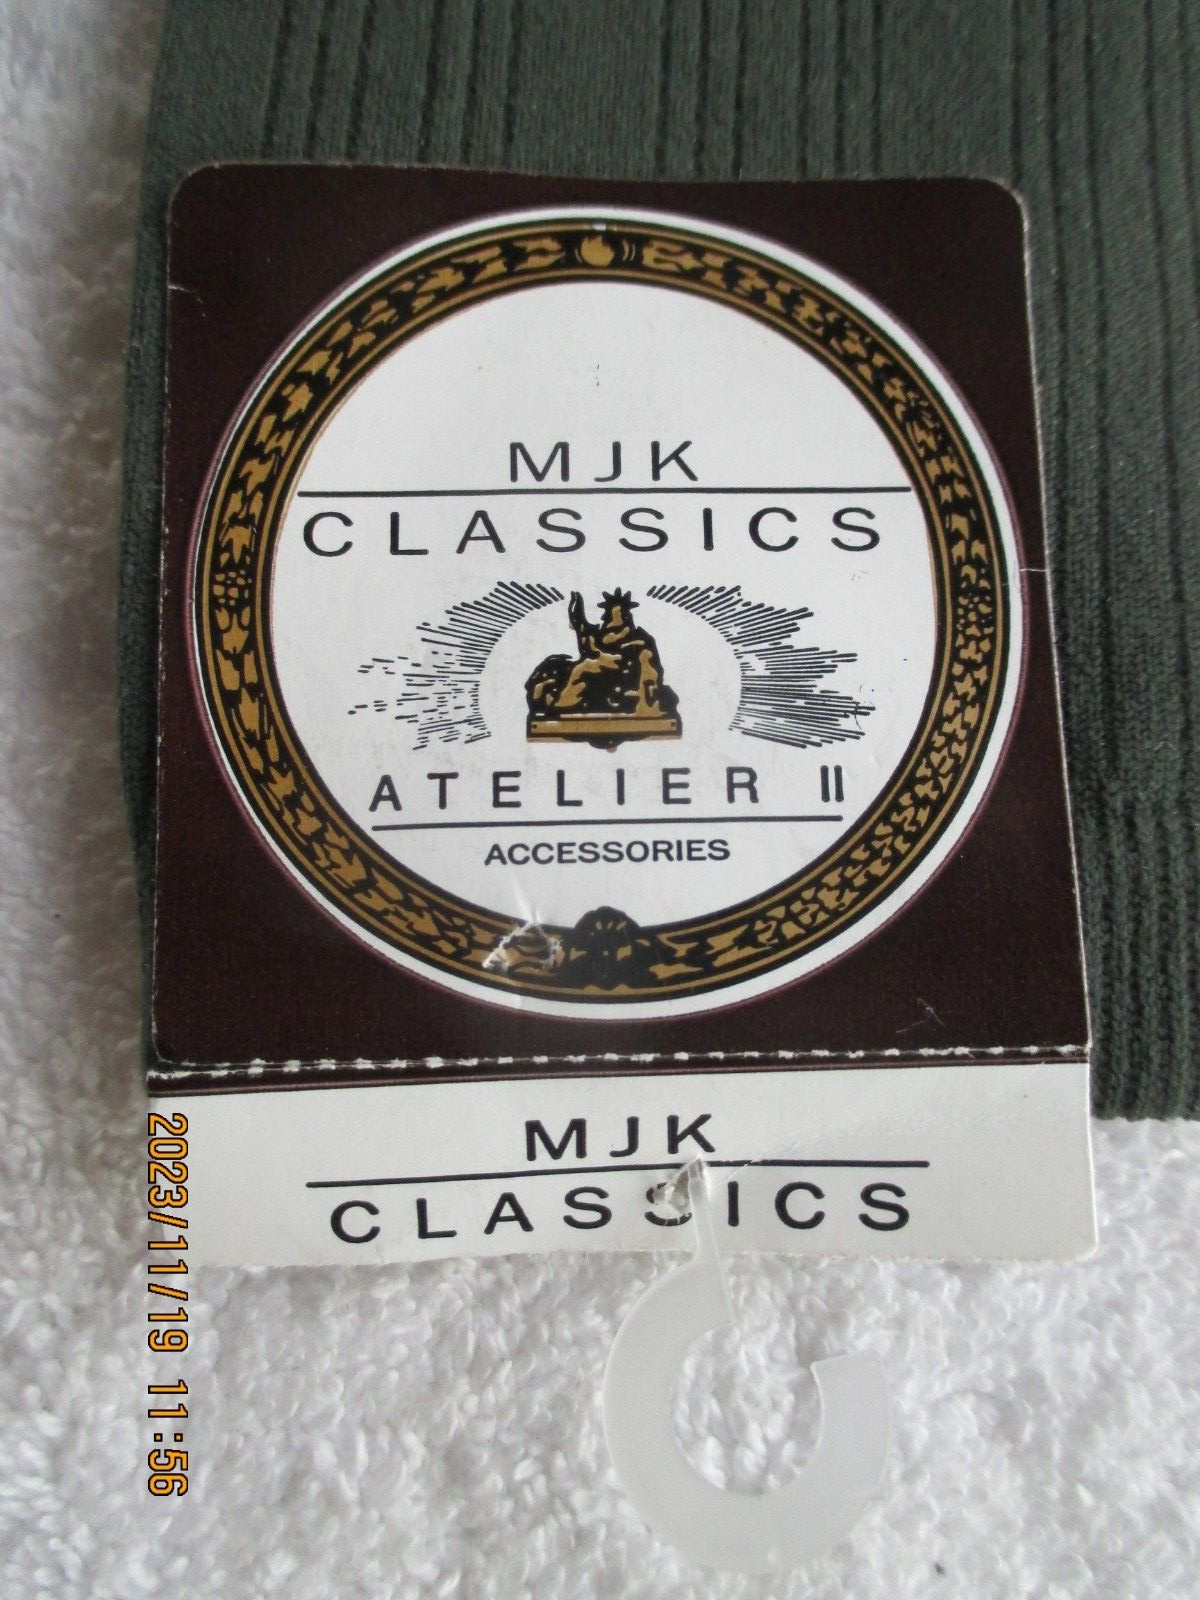 MJK
CLASSICS
ATELIER II
ACCESSORIES
MJK
CLASSICS
2023/11/19 11:56